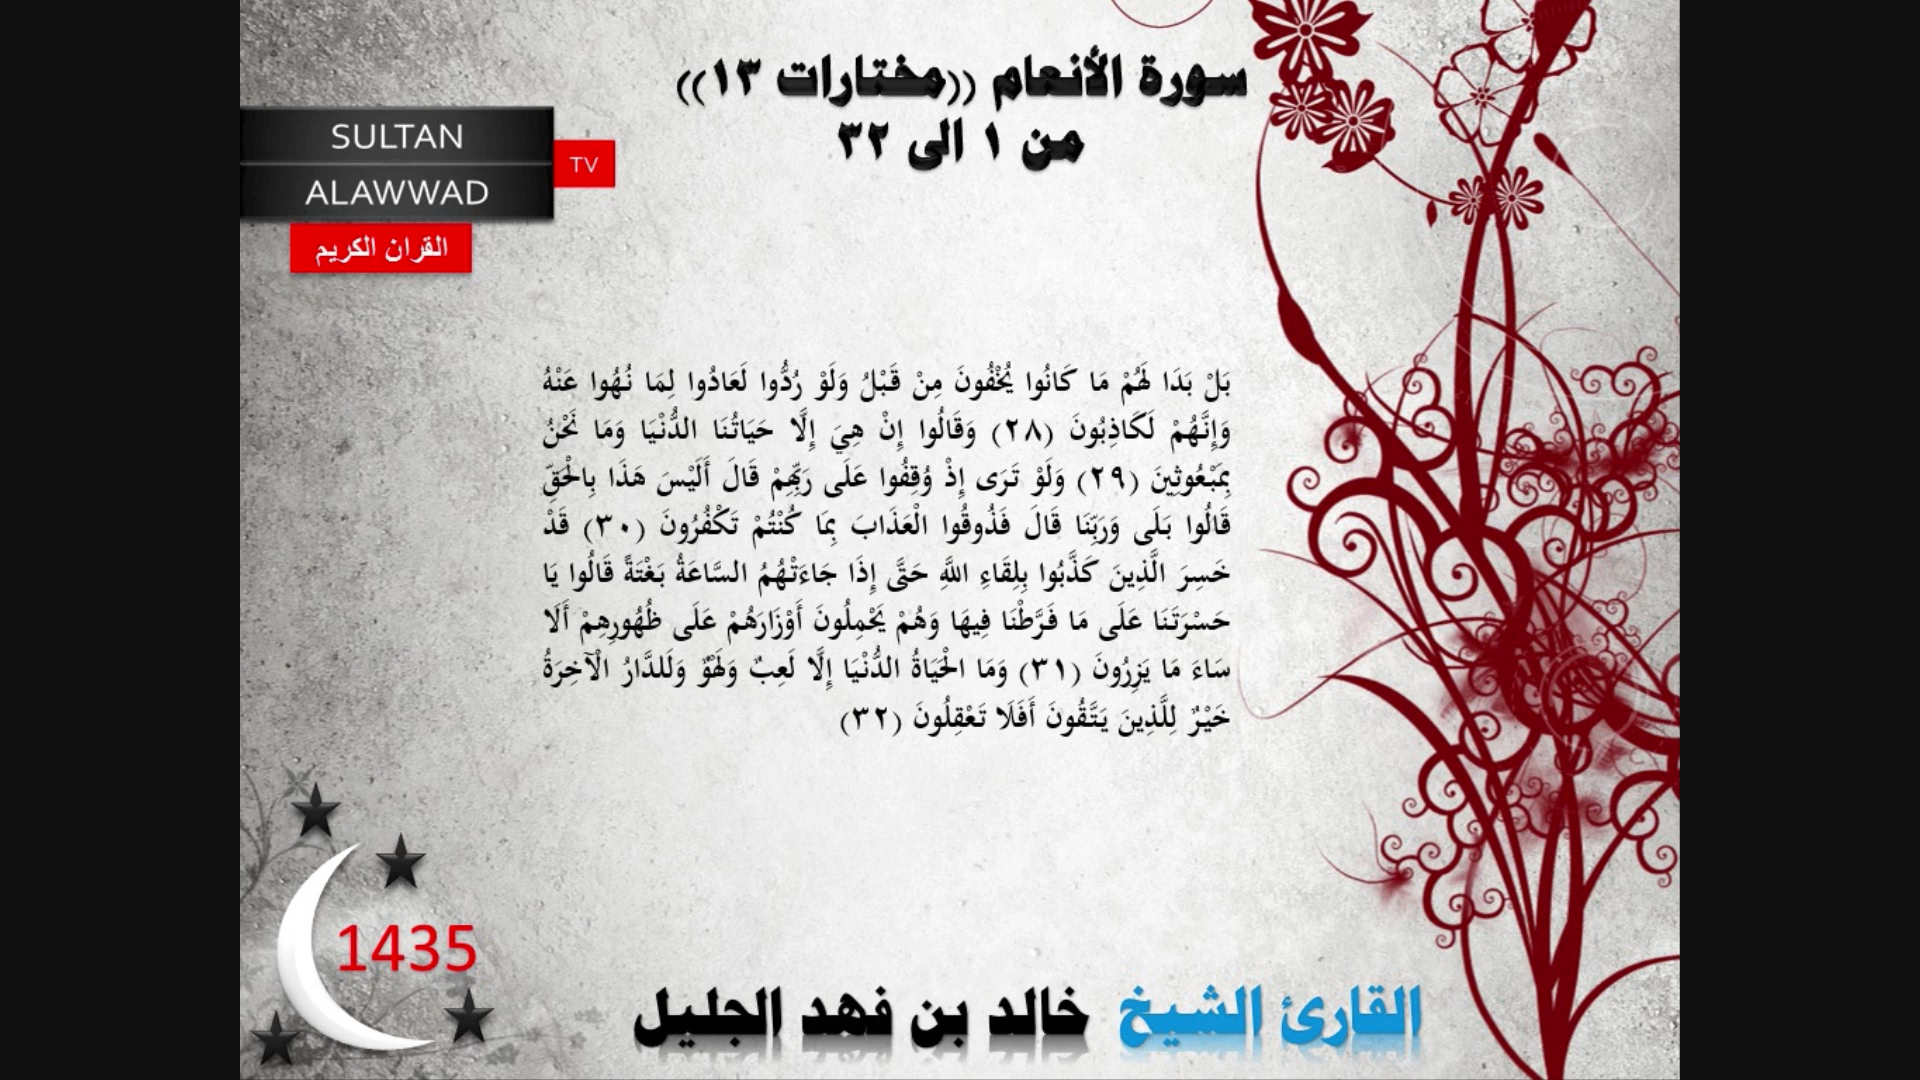 سورة الأنعام ((مختارات ١٣))
من ١ الى ٣٢
SULTAN
ALAWWAD
TV
القران الكريم
بَلْ بَدَا لَهُمْ مَا كَانُوا يُخْفُونَ مِنْ قَبْلُ وَلَوْ رُدُّوا لَعَادُوا لِمَا نُهُوا عَنْهُ
وَإِنَّهُمْ لَكَاذِبُونَ (٢٨) وَقَالُوا إِنْ هِيَ إِلَّا حَيَاتُنَا الدُّنْيَا وَمَا نَحْنُ
بِمَبْعُوثِينَ (٢٩) وَلَوْ تَرَى إِذْ وُقِفُوا عَلَى رَبِّهِمْ قَالَ أَلَيْسَ هَذَا بِالْحَقِّ
قَالُوا بَلَى وَرَبِّنَا قَالَ فَذُوقُوا الْعَذَابَ بِمَا كُنْتُمْ تَكْفُرُونَ (٣٠) قَدْ
خَسِرَ الَّذِينَ كَذَّبُوا بِلِقَاءِ اللَّهِ حَتَّى إِذَا جَاءَتْهُمُ السَّاعَةُ بَغْتَةً قَالُوا يَا
حَسْرَتَنَا عَلَى مَا فَرَّطْنَا فِيهَا وَهُمْ يَحْمِلُونَ أَوْزَارَهُمْ عَلَى ظُهُورِهِمْ أَلَا
سَاءَ مَا يَزِرُونَ (٣١) وَمَا الْحَيَاةُ الدُّنْيَا إِلَّا لَعِبٌ وَلَهْوٌ وَلَلدَّارُ الْآخِرَةُ
خَيْرٌ لِلَّذِينَ يَتَّقُونَ أَفَلَا تَعْقِلُونَ (٣٢)
1435
القارئ الشيخ خالد بن فهد الجليل